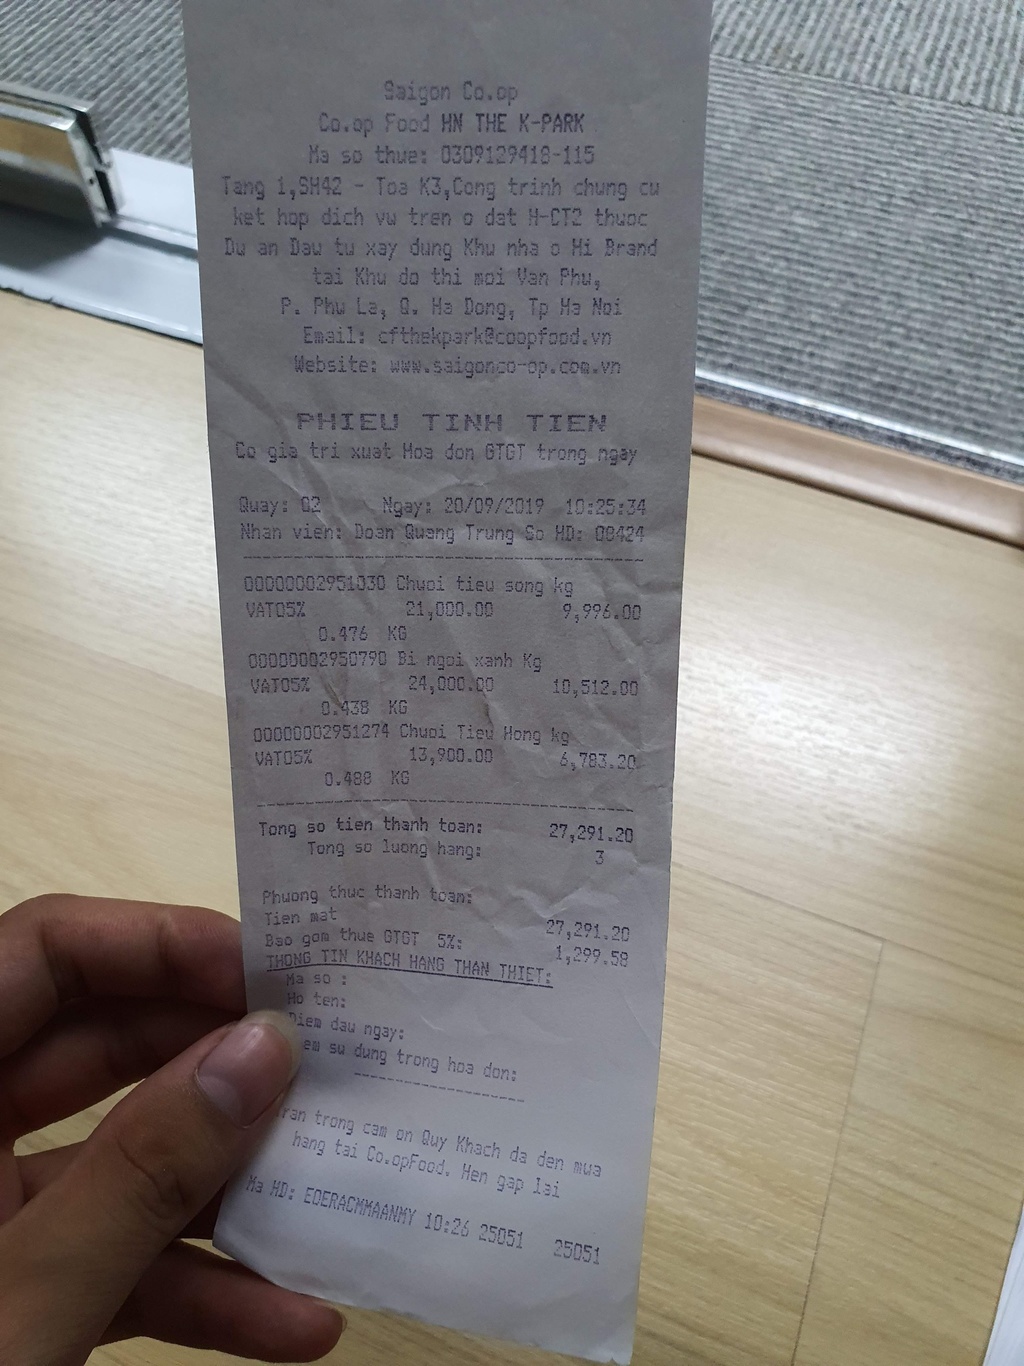 Saigon Co.op
Co.op Food HN THE K-PARK
Ma so thue: 0309129418-115
Tang 1,SH42 - Toa K3,Cong trinh chung cu
ket hop dich vu tren o dat H-CT2 thuoc
Du an Dau tu xay dung Khu nha o Hi Brand
tai Khu do thi moi Van Phu,
P. Phu La, Q. Ha Dong, Tp Ha Noi
Email: cfthekpark@coopfood.vn
Website: www.saigonco-op.com.vn
PHIEU TINH TIEN
Co gia tri xuat Hoa don GTGT trong ngay
Quay: 02 Ngay: 20/09/2019 10:25:34
Nhan vien: Doan Quang Trung So HD: 08424
00000002951030 Chuoi tieu song kg
VAT05% 21,000.00 9,996.00
0.476 KG
00000002950790 Bi ngoi xanh Kg
VAT05% 24,000.00 10,512.00
0.438 KG
00000002951274 Chuoi Tieu Hong kg
VAT05% 13,900.00 6,783.20
0.488 KG
Tong so tien thanh toan: 27,291.20
Tong so luong hang: 3
Phuong thuc thanh toan:
Tien mat 27,291.20
Bao gom thue GTGT 5%: 1,299.58
THONG TIN KHACH HANG THAN THIET:
Ma so :
Ho ten:
Diem dau ngay:
em su dung trong hoa don:
ran trong cam on Quy Khach da den mua
hang tai Co.opFood. Hen gap lai
Ma HD: EOERACMMAANMY 10:26 25051 25051